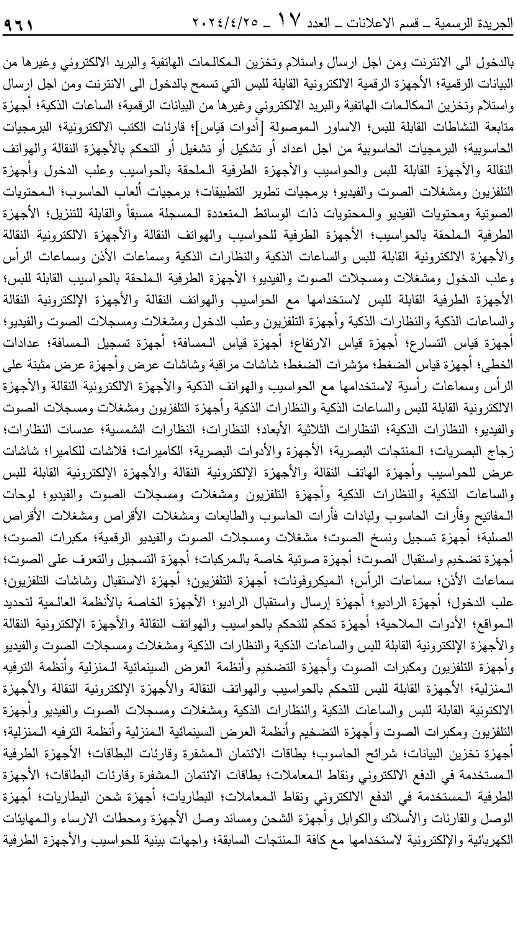 الجريدة الرسمية ــ قسم الاعلانات ــ العدد ١٧ ــ ٢٠٢٤/٤/٢٥ ٩٦١
بالدخول الى الانترنت ومن اجل ارسال واستلام وتخزين المكالمات الهاتفية والبريد الالكتروني وغيرها من
البيانات الرقمية؛ الأجهزة الرقمية الالكترونية القابلة للبس التي تسمح بالدخول الى الانترنت ومن اجل ارسال
واستلام وتخزين المكالمات الهاتفية والبريد الالكتروني وغيرها من البيانات الرقمية؛ الساعات الذكية؛ أجهزة
متابعة النشاطات القابلة للبس؛ الاساور الموصولة [أدوات قياس]؛ قارئات الكتب الالكترونية؛ البرمجيات
الحاسوبية؛ البرمجيات الحاسوبية من اجل اعداد أو تشكيل أو تشغيل أو التحكم بالأجهزة النقالة والهواتف
النقالة والأجهزة القابلة للبس والحواسيب والأجهزة الطرفية الملحقة بالحواسيب وعلب الدخول وأجهزة
التلفزيون ومشغلات الصوت والفيديو؛ برمجيات تطوير التطبيقات؛ برمجيات ألعاب الحاسوب؛ المحتويات
الصوتية ومحتويات الفيديو والمحتويات ذات الوسائط المتعددة المسجلة مسبقاً والقابلة للتنزيل؛ الأجهزة
الطرفية الملحقة بالحواسيب؛ الأجهزة الطرفية للحواسيب والهواتف النقالة والأجهزة الالكترونية النقالة
والأجهزة الالكترونية القابلة للبس والساعات الذكية والنظارات الذكية وسماعات الأذن وسماعات الرأس
وعلب الدخول ومشغلات ومسجلات الصوت والفيديو؛ الأجهزة الطرفية الملحقة بالحواسيب القابلة للبس؛
الأجهزة الطرفية القابلة للبس لاستخدامها مع الحواسيب والهواتف النقالة والأجهزة الإلكترونية النقالة
والساعات الذكية والنظارات الذكية وأجهزة التلفزيون وعلب الدخول ومشغلات ومسجلات الصوت والفيديو؛
أجهزة قياس التسارع؛ أجهزة قياس الارتفاع؛ أجهزة قياس المسافة؛ أجهزة تسجيل المسافة؛ عدادات
الخطى؛ أجهزة قياس الضغط؛ مؤشرات الضغط؛ شاشات مراقبة وشاشات عرض وأجهزة عرض مثبتة على
الرأس وسماعات رأسية لاستخدامها مع الحواسيب والهواتف الذكية والأجهزة الالكترونية النقالة والأجهزة
الالكترونية القابلة للبس والساعات الذكية والنظارات الذكية وأجهزة التلفزيون ومشغلات ومسجلات الصوت
والفيديو؛ النظارات الذكية؛ النظارات الثلاثية الأبعاد؛ النظارات؛ النظارات الشمسية؛ عدسات النظارات؛
زجاج البصريات؛ المنتجات البصرية؛ الأجهزة والأدوات البصرية؛ الكاميرات؛ فلاشات للكاميرا؛ شاشات
عرض للحواسيب وأجهزة الهاتف النقالة والأجهزة الإلكترونية النقالة والأجهزة الإلكترونية القابلة للبس
والساعات الذكية والنظارات الذكية وأجهزة التلفزيون ومشغلات ومسجلات الصوت والفيديو؛ لوحات
المفاتيح وفأرات الحاسوب ولبادات فأرات الحاسوب والطابعات ومشغلات الأقراص ومشغلات الأقراص
الصلبة؛ أجهزة تسجيل ونسخ الصوت؛ مشغلات ومسجلات الصوت والفيديو الرقمية؛ مكبرات الصوت؛
أجهزة تضخيم واستقبال الصوت؛ أجهزة صوتية خاصة بالمركبات؛ أجهزة التسجيل والتعرف على الصوت؛
سماعات الأذن؛ سماعات الرأس؛ الميكروفونات؛ أجهزة التلفزيون؛ أجهزة الاستقبال وشاشات التلفزيون؛
علب الدخول؛ أجهزة الراديو؛ أجهزة إرسال واستقبال الراديو؛ الأجهزة الخاصة بالأنظمة العالمية لتحديد
المواقع؛ الأدوات الملاحية؛ أجهزة تحكم للتحكم بالحواسيب والهواتف النقالة والأجهزة الإلكترونية النقالة
والأجهزة الإلكترونية القابلة للبس والساعات الذكية والنظارات الذكية ومشغلات ومسجلات الصوت والفيديو
وأجهزة التلفزيون ومكبرات الصوت وأجهزة التضخيم وأنظمة العرض السينمائية المنزلية وأنظمة الترفيه
المنزلية؛ الأجهزة القابلة للبس للتحكم بالحواسيب والهواتف النقالة والأجهزة الإلكترونية النقالة والأجهزة
الالكتونية القابلة للبس والساعات الذكية والنظارات الذكية ومشغلات ومسجلات الصوت والفيديو وأجهزة
التلفزيون ومكبرات الصوت وأجهزة التضخيم وأنظمة العرض السينمائية المنزلية وأنظمة الترفيه المنزلية؛
أجهزة تخزين البيانات؛ شرائح الحاسوب؛ بطاقات الائتمان المشفرة وقارئات البطاقات؛ الأجهزة الطرفية
المستخدمة في الدفع الالكتروني ونقاط المعاملات؛ بطاقات الائتمان المشفرة وقارئات البطاقات؛ الأجهزة
الطرفية المستخدمة في الدفع الالكتروني ونقاط المعاملات؛ البطاريات؛ أجهزة شحن البطاريات؛ أجهزة
الوصل والقارنات والأسلاك والكوابل وأجهزة الشحن ومساند وصل الأجهزة ومحطات الارساء والمهايئات
الكهربائية والإلكترونية لاستخدامها مع كافة المنتجات السابقة؛ واجهات بينية للحواسيب والأجهزة الطرفية